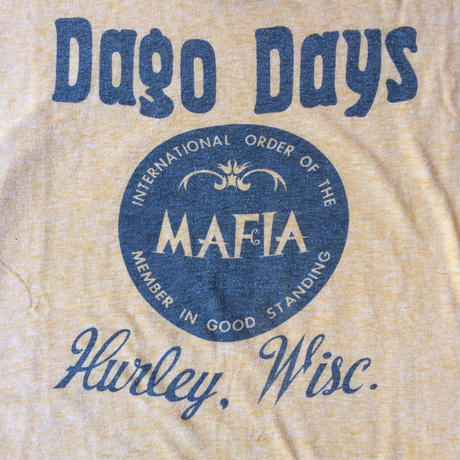 Dago Days
INTERNATIONAL ORDER OF THE
MAFIA
MEMBER IN GOOD STANDING
Hurley, Wisc.